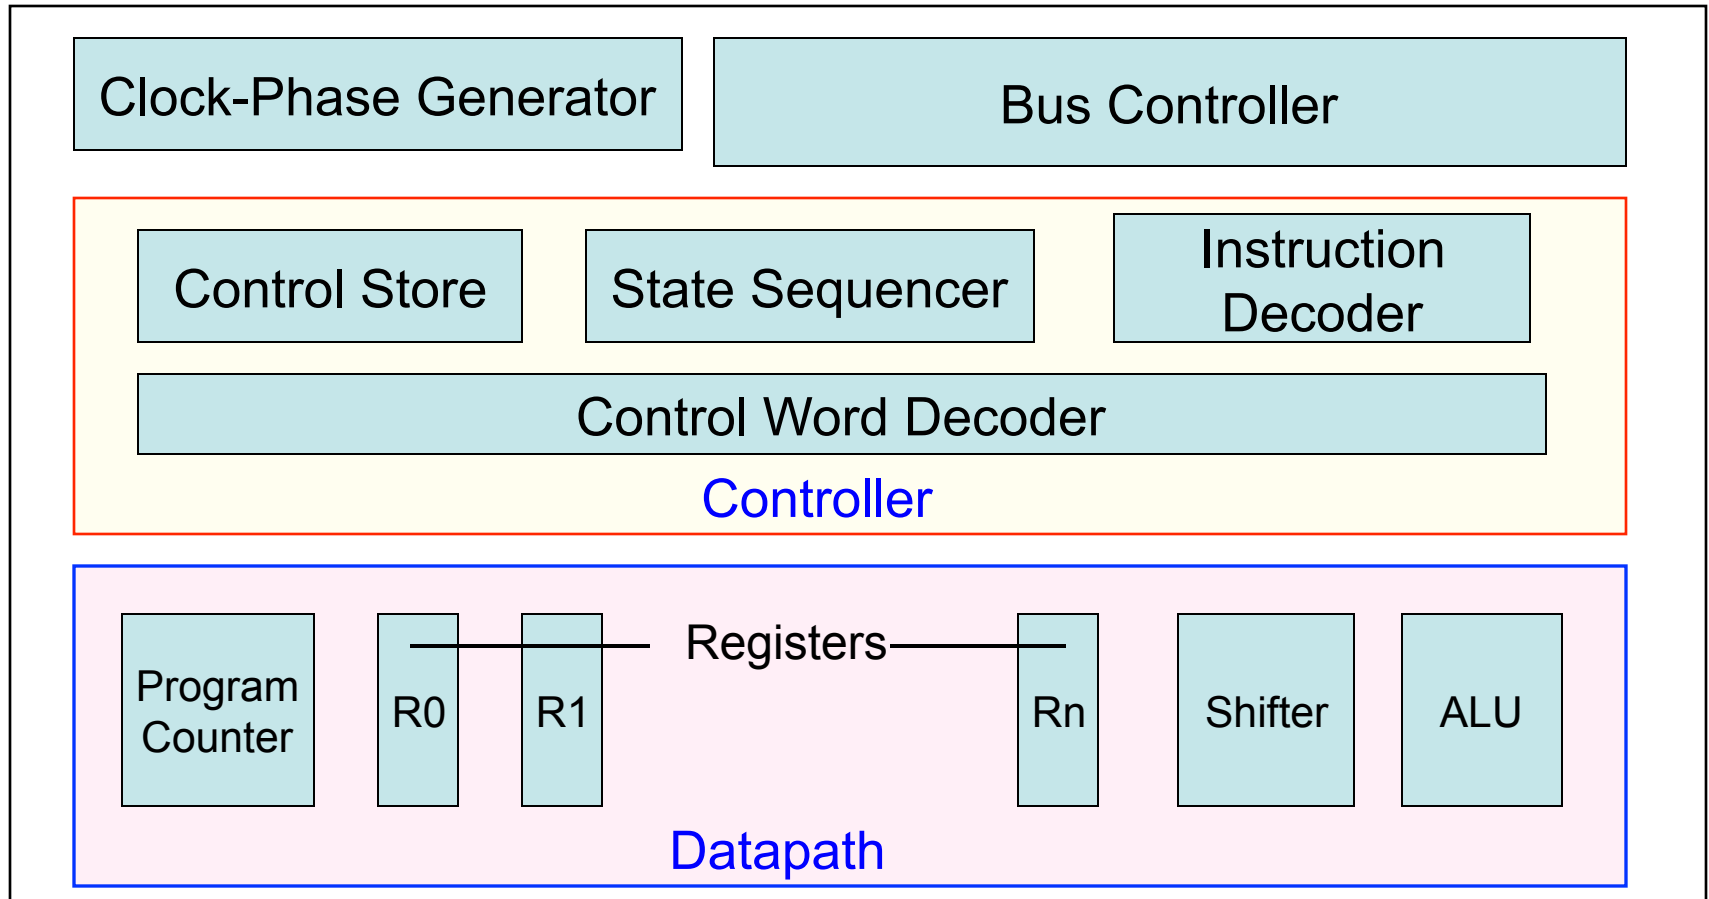 Clock-Phase Generator
Bus Controller
Control Store
State Sequencer
Instruction
Decoder
Control Word Decoder
Controller
Registers
Program
Counter
R0
R1
Rn
Shifter
ALU
Datapath